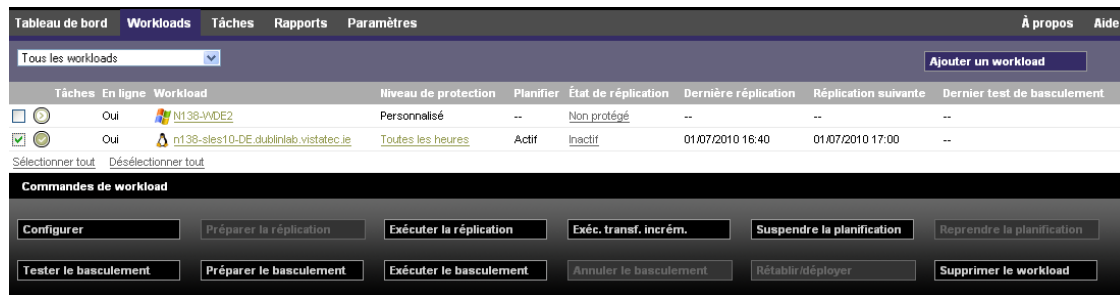 Tableau de bord Workloads Tâches Rapports Paramètres À propos Aide
Tous les workloads Ajouter un workload
Tâches En ligne Workload Niveau de protection Planifier État de réplication Dernière réplication Réplication suivante Dernier test de basculement
Oui N138-WDE2 Personnalisé -- Non protégé -- -- --
Oui n138-sles10-DE.dublinlab.vistatec.ie Toutes les heures Actif Inactif 01/07/2010 16:40 01/07/2010 17:00 --
Sélectionner tout Désélectionner tout
Commandes de workload
Configurer Préparer la réplication Exécuter la réplication Exéc. transf. incrém. Suspendre la planification Reprendre la planification
Tester le basculement Préparer le basculement Exécuter le basculement Annuler le basculement Rétablir/déployer Supprimer le workload